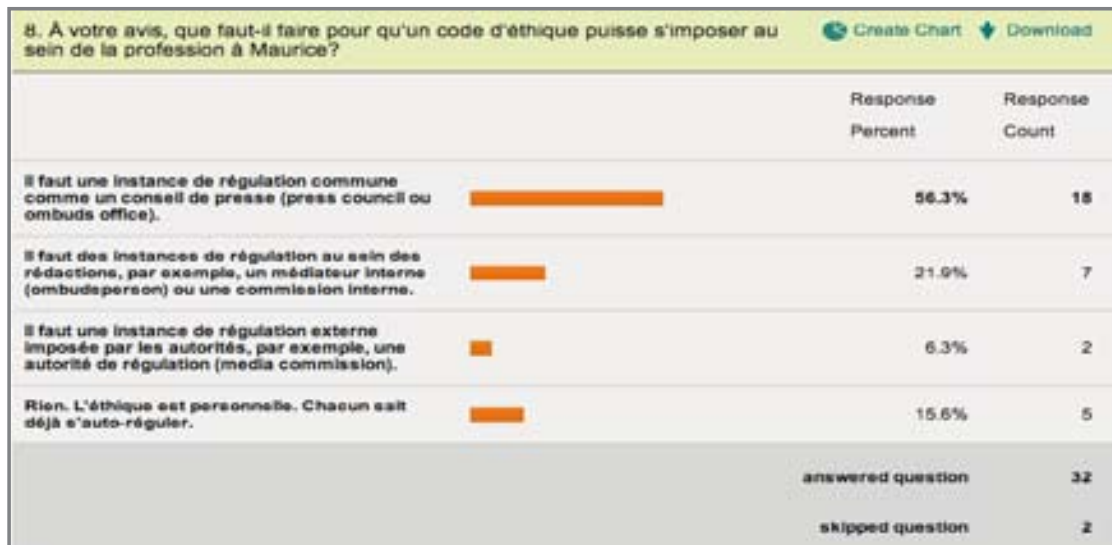 8. À votre avis, que faut-il faire pour qu'un code d'éthique puisse s'imposer au
sein de la profession à Maurice?
Create Chart
Download
Response
Percent
Response
Count
Il faut une instance de régulation commune
comme un conseil de presse (press council ou
ombuds office).
56.3%
18
Il faut des instances de régulation au sein des
rédactions, par exemple, un médiateur interne
(ombudsperson) ou une commission interne.
21.9%
7
Il faut une instance de régulation externe
imposée par les autorités, par exemple, une
autorité de régulation (media commission).
6.3%
2
Rien. L'éthique est personnelle. Chacun sait
déjà s'auto-réguler.
15.6%
5
answered question
32
skipped question
2